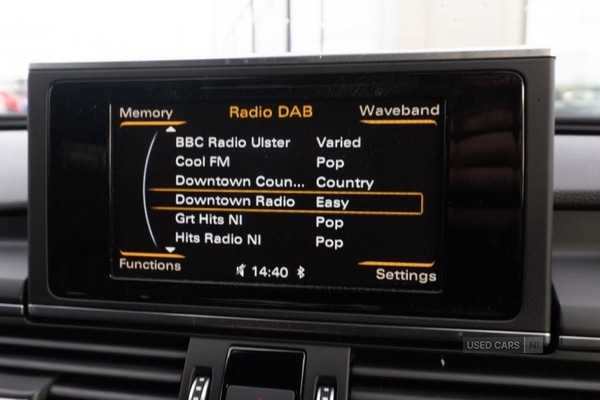 Memory Radio DAB Waveband
BBC Radio Ulster Varied
Cool FM Pop
Downtown Coun... Country
Downtown Radio Easy
Grt Hits NI Pop
Hits Radio NI Pop
Functions 14:40 Settings
USED CARS NI